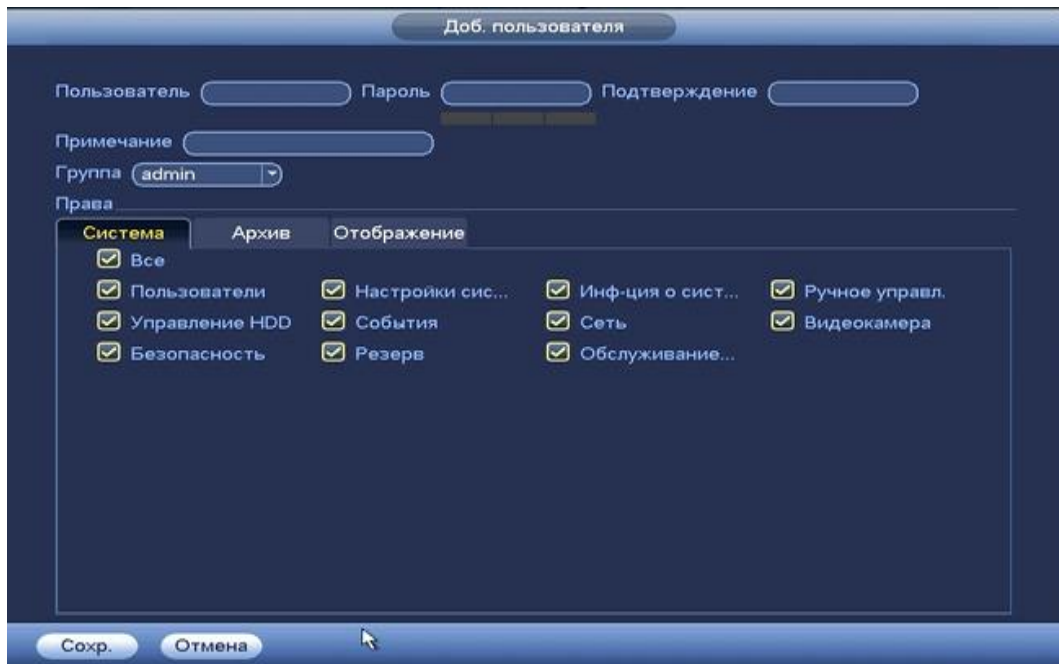 Доб. пользователя
Пользователь Пароль Подтверждение
Примечание
Группа admin
Права
Система Архив Отображение
Все
Пользователи Настройки сис... Инф-ция о сист... Ручное управл.
Управление HDD События Сеть Видеокамера
Безопасность Резерв Обслуживание...
Сохр. Отмена